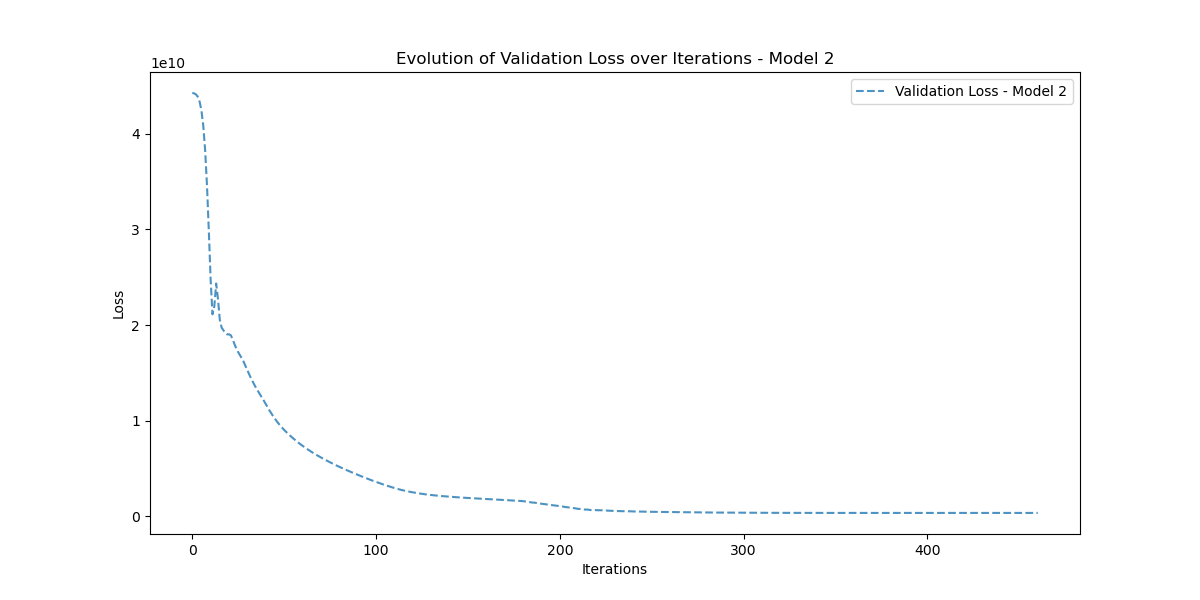 Evolution of Validation Loss over Iterations - Model 2
1e10
Validation Loss - Model 2
4
3
2
1
0
Loss
0 100 200 300 400
Iterations